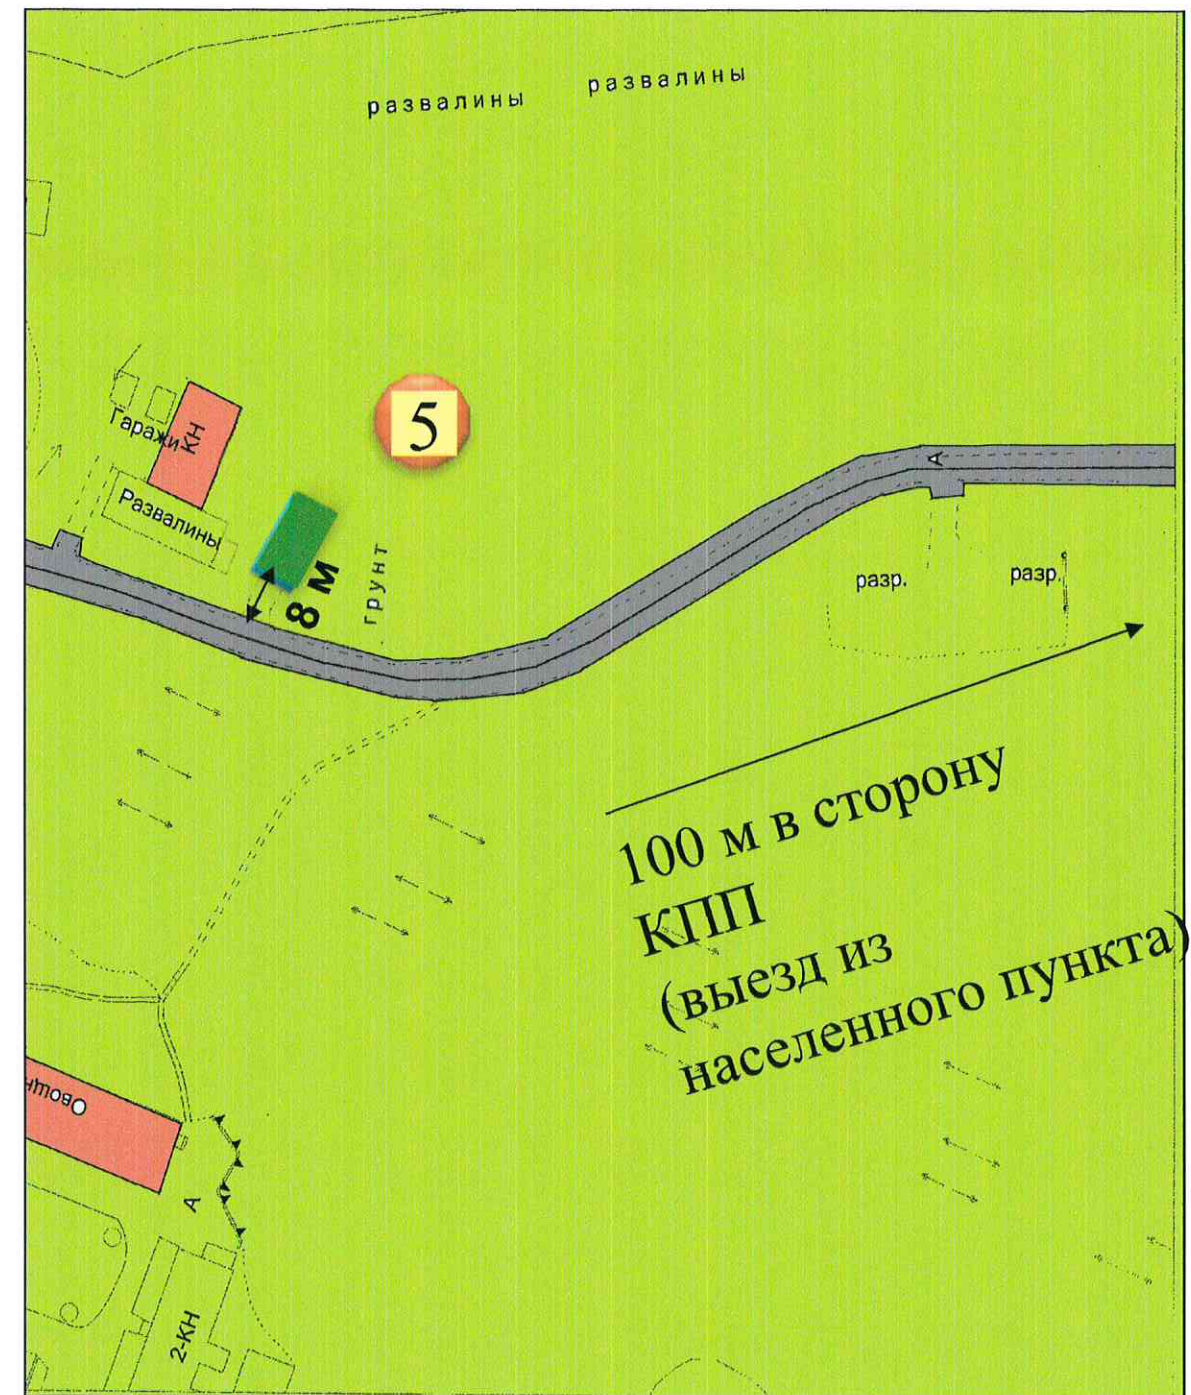 развалины развалины
5
Гаражи
КН
Развалины
8 м
грунт
А
разр. разр.
100 м в сторону
КПП
(выезд из
населенного пункта)
Овощн
А
2-КН